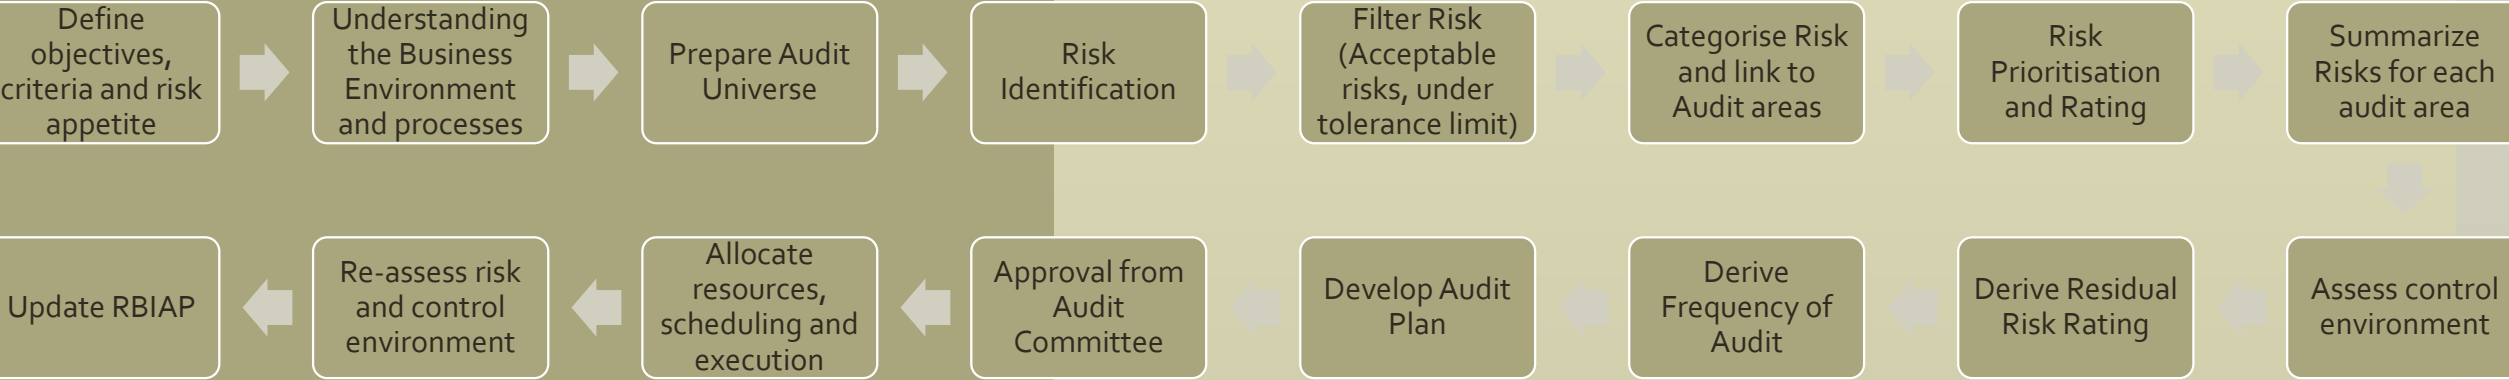 Define
objectives,
criteria and risk
appetite
Understanding
the Business
Environment
and processes
Prepare Audit
Universe
Risk
Identification
Filter Risk
(Acceptable
risks, under
tolerance limit)
Categorise Risk
and link to
Audit areas
Risk
Prioritisation
and Rating
Summarize
Risks for each
audit area
Assess control
environment
Derive Residual
Risk Rating
Derive
Frequency of
Audit
Develop Audit
Plan
Approval from
Audit
Committee
Allocate
resources,
scheduling and
execution
Re-assess risk
and control
environment
Update RBIAP